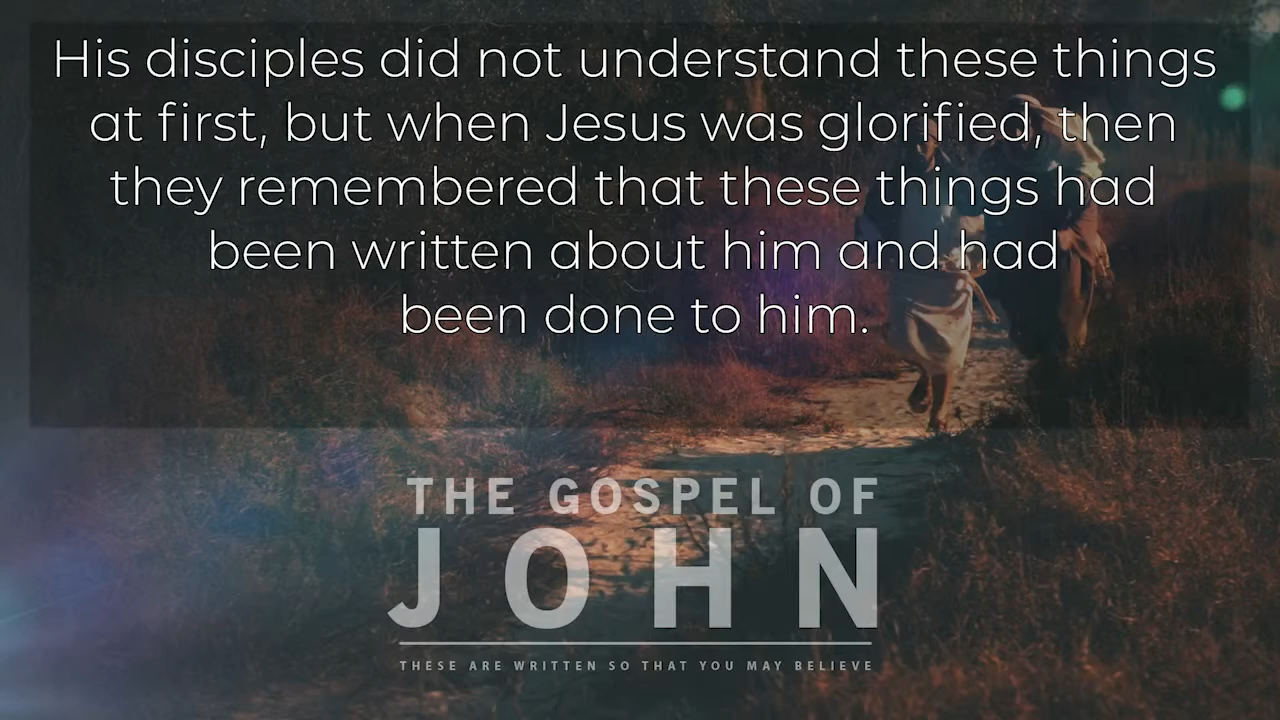 His disciples did not understand these things
at first, but when Jesus was glorified, then
they remembered that these things had
been written about him and had
been done to him.
THE GOSPEL OF
JOHN
THESE ARE WRITTEN SO THAT YOU MAY BELIEVE